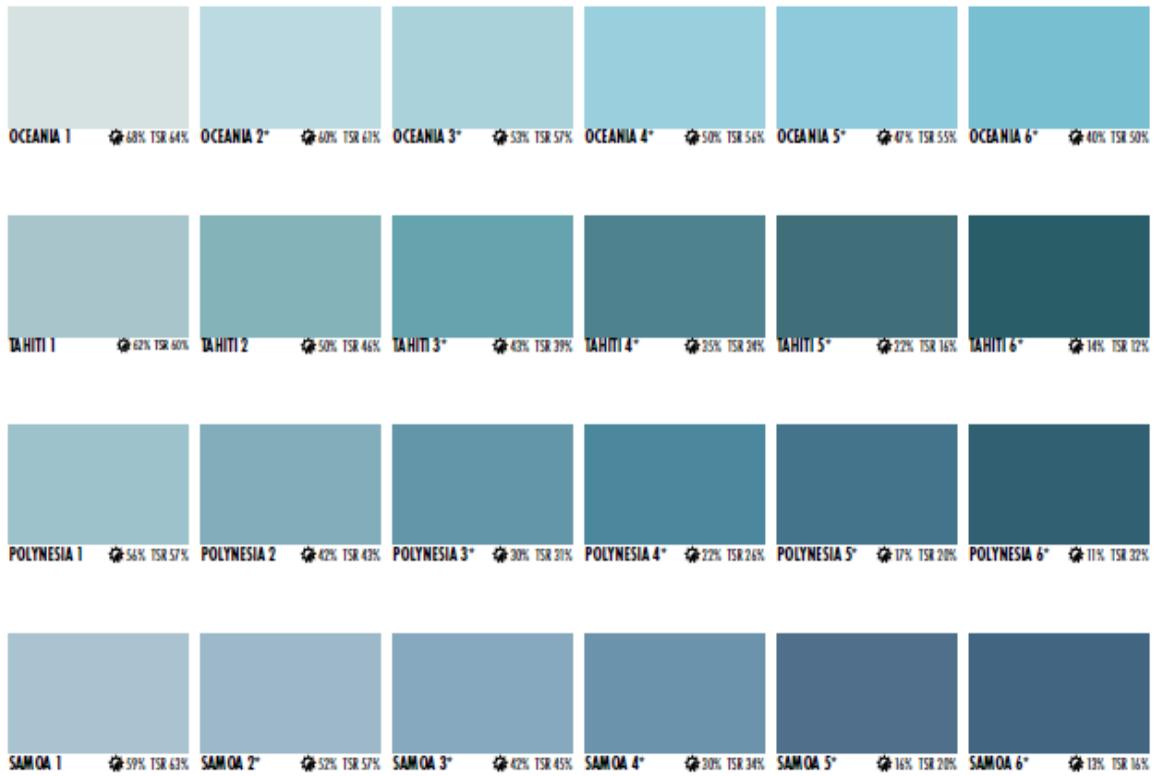 OCEANIA 1 68% TSR 64% OCEANIA 2* 60% TSR 61% OCEANIA 3* 53% TSR 57% OCEANIA 4* 50% TSR 56% OCEANIA 5* 47% TSR 55% OCEANIA 6* 40% TSR 50%
TAHITI 1 62% TSR 60% TAHITI 2 50% TSR 46% TAHITI 3* 43% TSR 39% TAHITI 4* 35% TSR 24% TAHITI 5* 22% TSR 16% TAHITI 6* 14% TSR 12%
POLYNESIA 1 56% TSR 57% POLYNESIA 2 42% TSR 43% POLYNESIA 3* 30% TSR 31% POLYNESIA 4* 22% TSR 26% POLYNESIA 5* 17% TSR 20% POLYNESIA 6* 11% TSR 32%
SAMOA 1 59% TSR 63% SAMOA 2* 52% TSR 57% SAMOA 3* 42% TSR 45% SAMOA 4* 30% TSR 34% SAMOA 5* 16% TSR 20% SAMOA 6* 13% TSR 16%